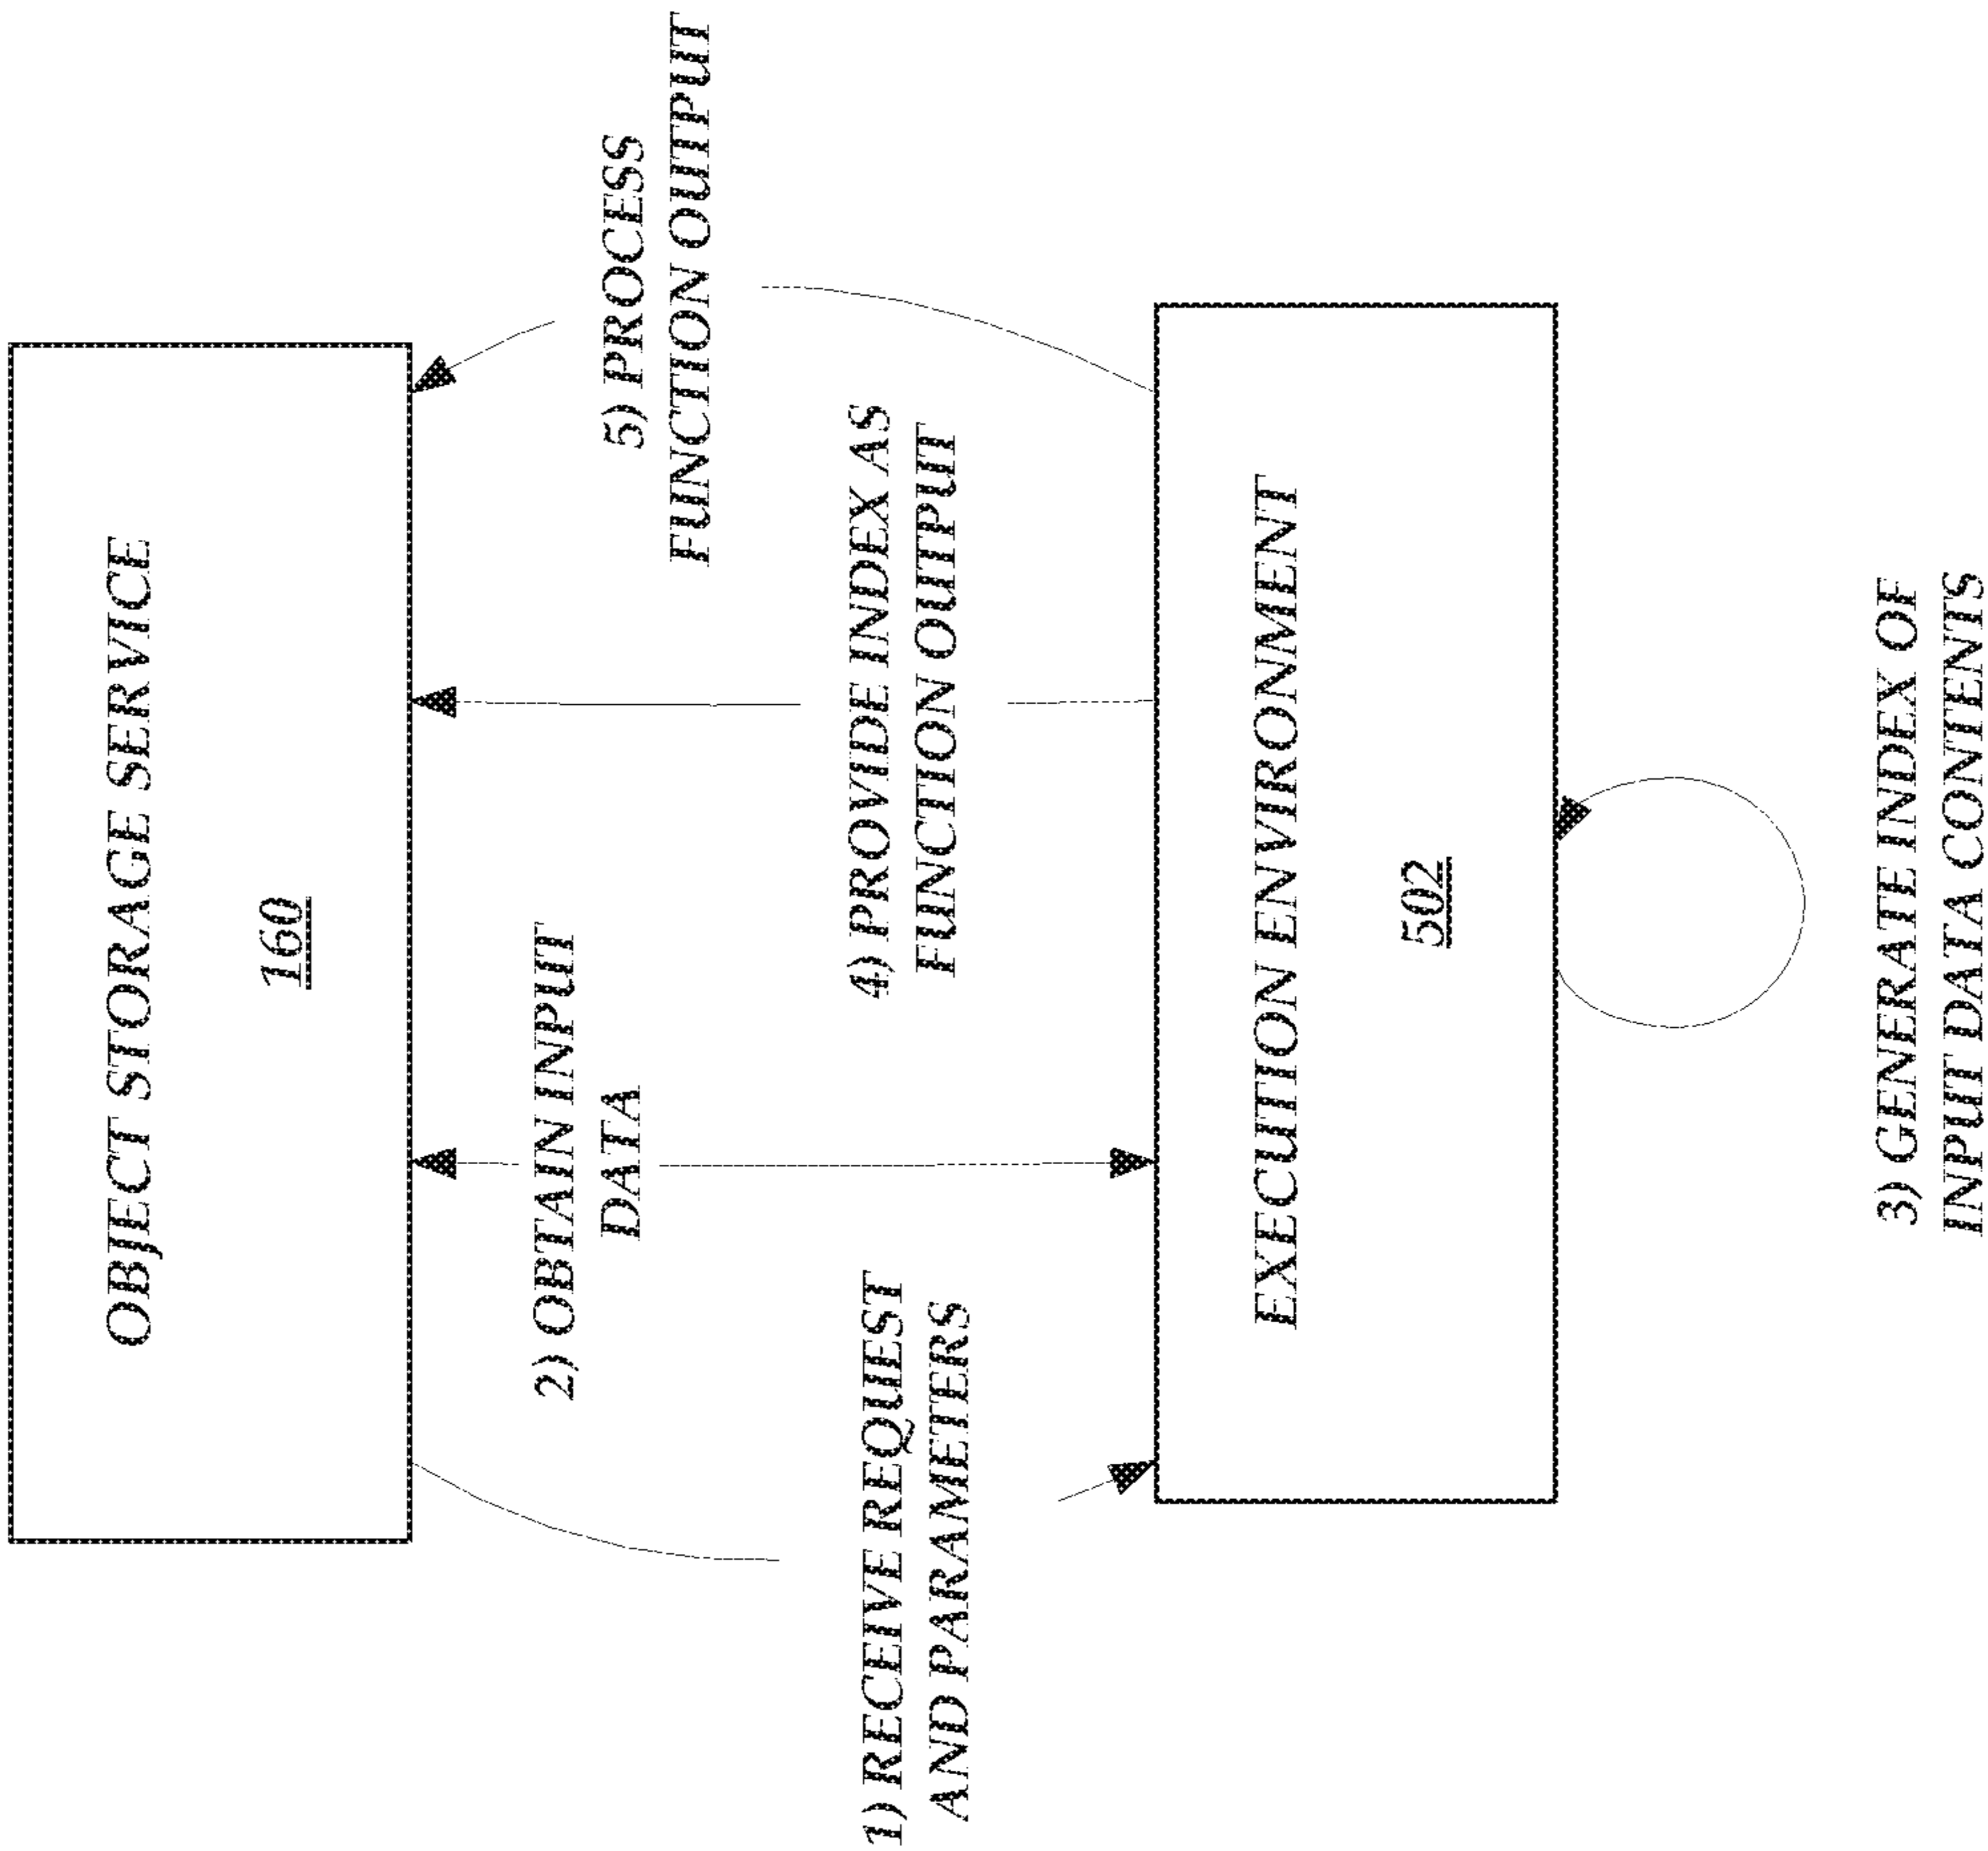 OBJECT STORAGE SERVICE
160
1) RECEIVE REQUEST
AND PARAMETERS
2) OBTAIN INPUT
DATA
4) PROVIDE INDEX AS
FUNCTION OUTPUT
5) PROCESS
FUNCTION OUTPUT
EXECUTION ENVIRONMENT
502
3) GENERATE INDEX OF
INPUT DATA CONTENTS